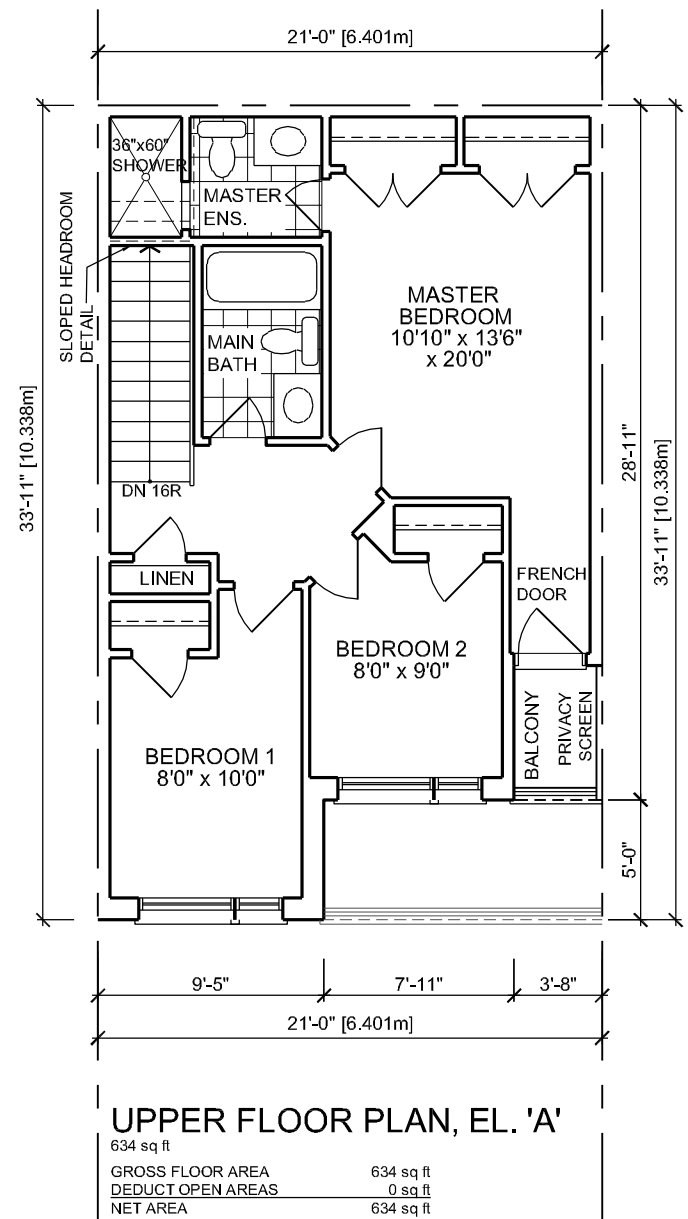 21'-0" [6.401m]
36"x60"
SHOWER
MASTER
ENS.
SLOPED HEADROOM
DETAIL
MASTER
BEDROOM
10'10" x 13'6"
x 20'0"
MAIN
BATH
33'-11" [10.338m]
28'-11"
33'-11" [10.338m]
DN 16R
LINEN
FRENCH
DOOR
BEDROOM 2
8'0" x 9'0"
BALCONY
PRIVACY
SCREEN
BEDROOM 1
8'0" x 10'0"
5'-0"
9'-5"
7'-11"
3'-8"
21'-0" [6.401m]
UPPER FLOOR PLAN, EL. 'A'
634 sq ft
GROSS FLOOR AREA 634 sq ft
DEDUCT OPEN AREAS 0 sq ft
NET AREA 634 sq ft